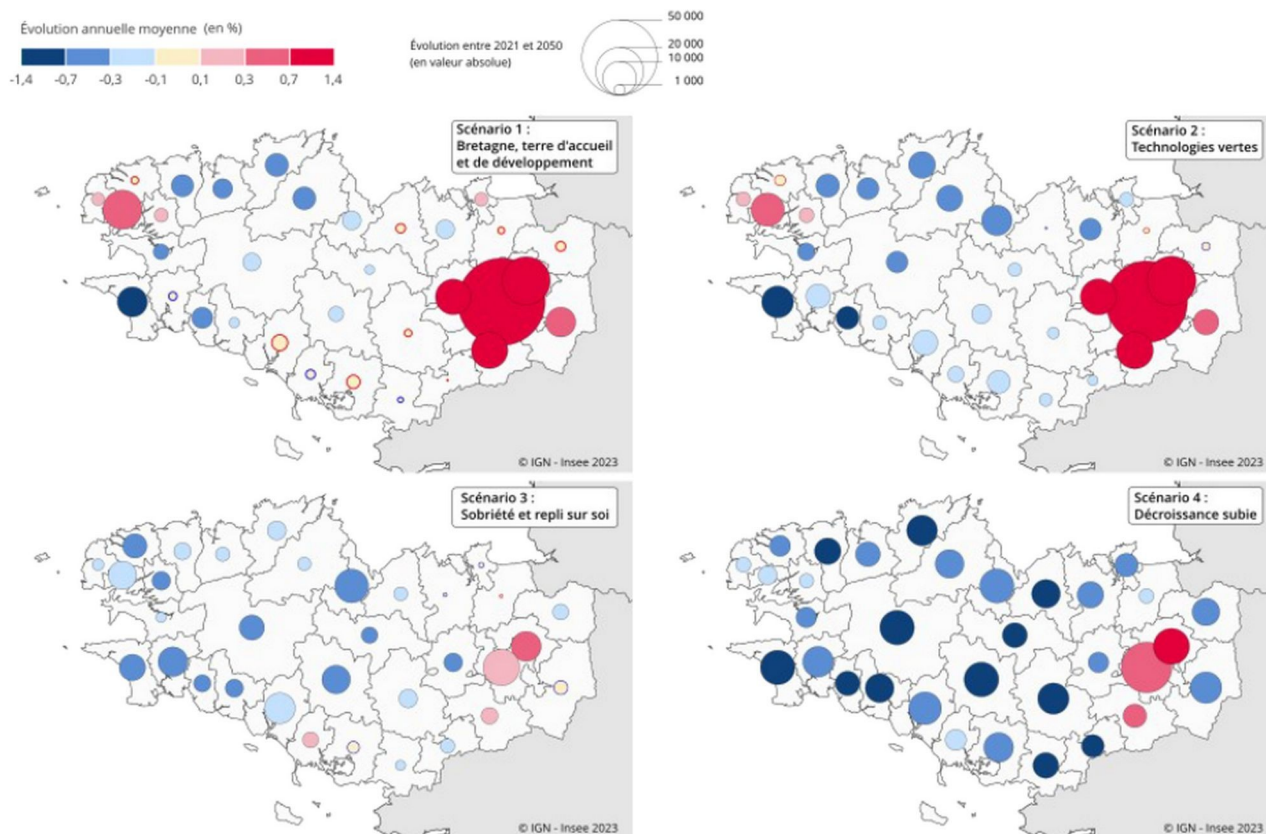 Évolution annuelle moyenne (en %)
-1,4 -0,7 -0,3 -0,1 0,1 0,3 0,7 1,4
Évolution entre 2021 et 2050
(en valeur absolue)
50 000
20 000
10 000
1 000
Scénario 1 :
Bretagne, terre d'accueil
et de développement
© IGN - Insee 2023
Scénario 2 :
Technologies vertes
© IGN - Insee 2023
Scénario 3 :
Sobriété et repli sur soi
© IGN - Insee 2023
Scénario 4 :
Décroissance subie
© IGN - Insee 2023